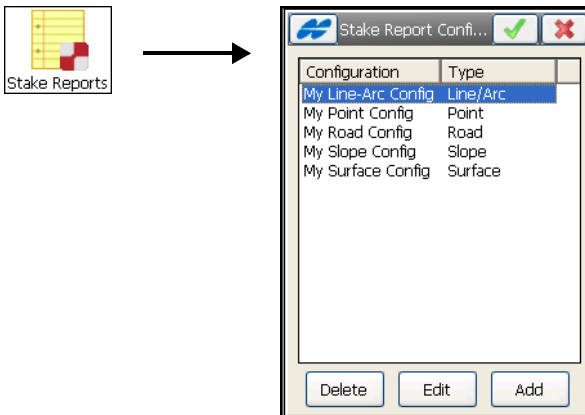 Stake Reports
Stake Report Confi...
Configuration Type
My Line-Arc Config Line/Arc
My Point Config Point
My Road Config Road
My Slope Config Slope
My Surface Config Surface
Delete Edit Add